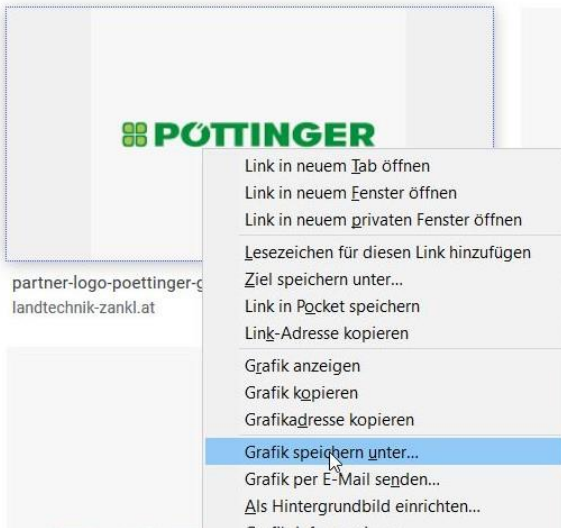 PÖTTINGER
Link in neuem Tab öffnen
Link in neuem Fenster öffnen
Link in neuem privaten Fenster öffnen
Lesezeichen für diesen Link hinzufügen
Ziel speichern unter...
Link in Pocket speichern
Link-Adresse kopieren
Grafik anzeigen
Grafik kopieren
Grafikadresse kopieren
Grafik speichern unter...
Grafik per E-Mail senden...
Als Hintergrundbild einrichten...
partner-logo-poettinger-g
landtechnik-zankl.at